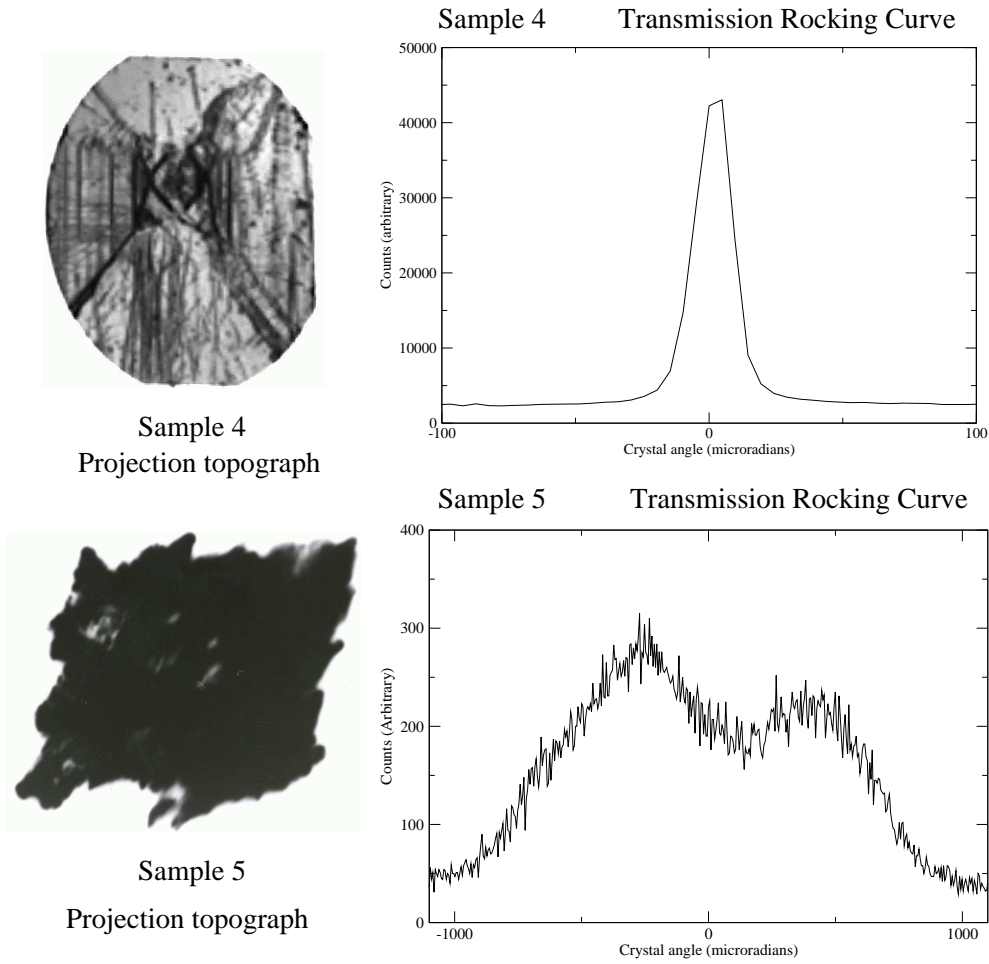 Sample 4 Transmission Rocking Curve
50000
40000
30000
20000
10000
0
Counts (arbitrary)
-100 0 100
Crystal angle (microradians)
Sample 4
Projection topograph
Sample 5 Transmission Rocking Curve
400
300
200
100
0
Counts (Arbitrary)
-1000 0 1000
Crystal angle (microradians)
Sample 5
Projection topograph